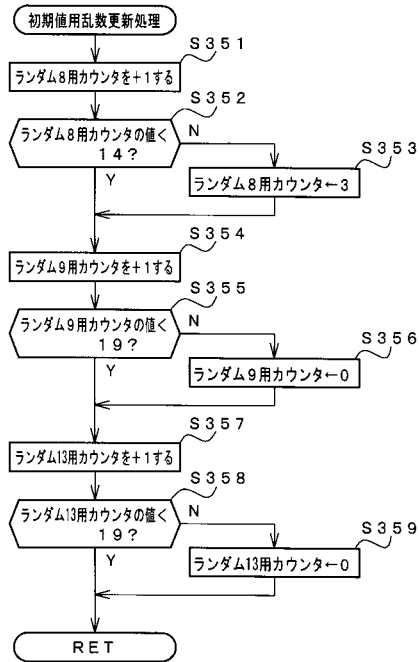 初期値用乱数更新処理
S351
ランダム8用カウンタを+1する
S352
ランダム8用カウンタの値<
14?
N
Y
S353
ランダム8用カウンタ←3
S354
ランダム9用カウンタを+1する
S355
ランダム9用カウンタの値<
19?
N
Y
S356
ランダム9用カウンタ←0
S357
ランダム13用カウンタを+1する
S358
ランダム13用カウンタの値<
19?
N
Y
S359
ランダム13用カウンタ←0
RET